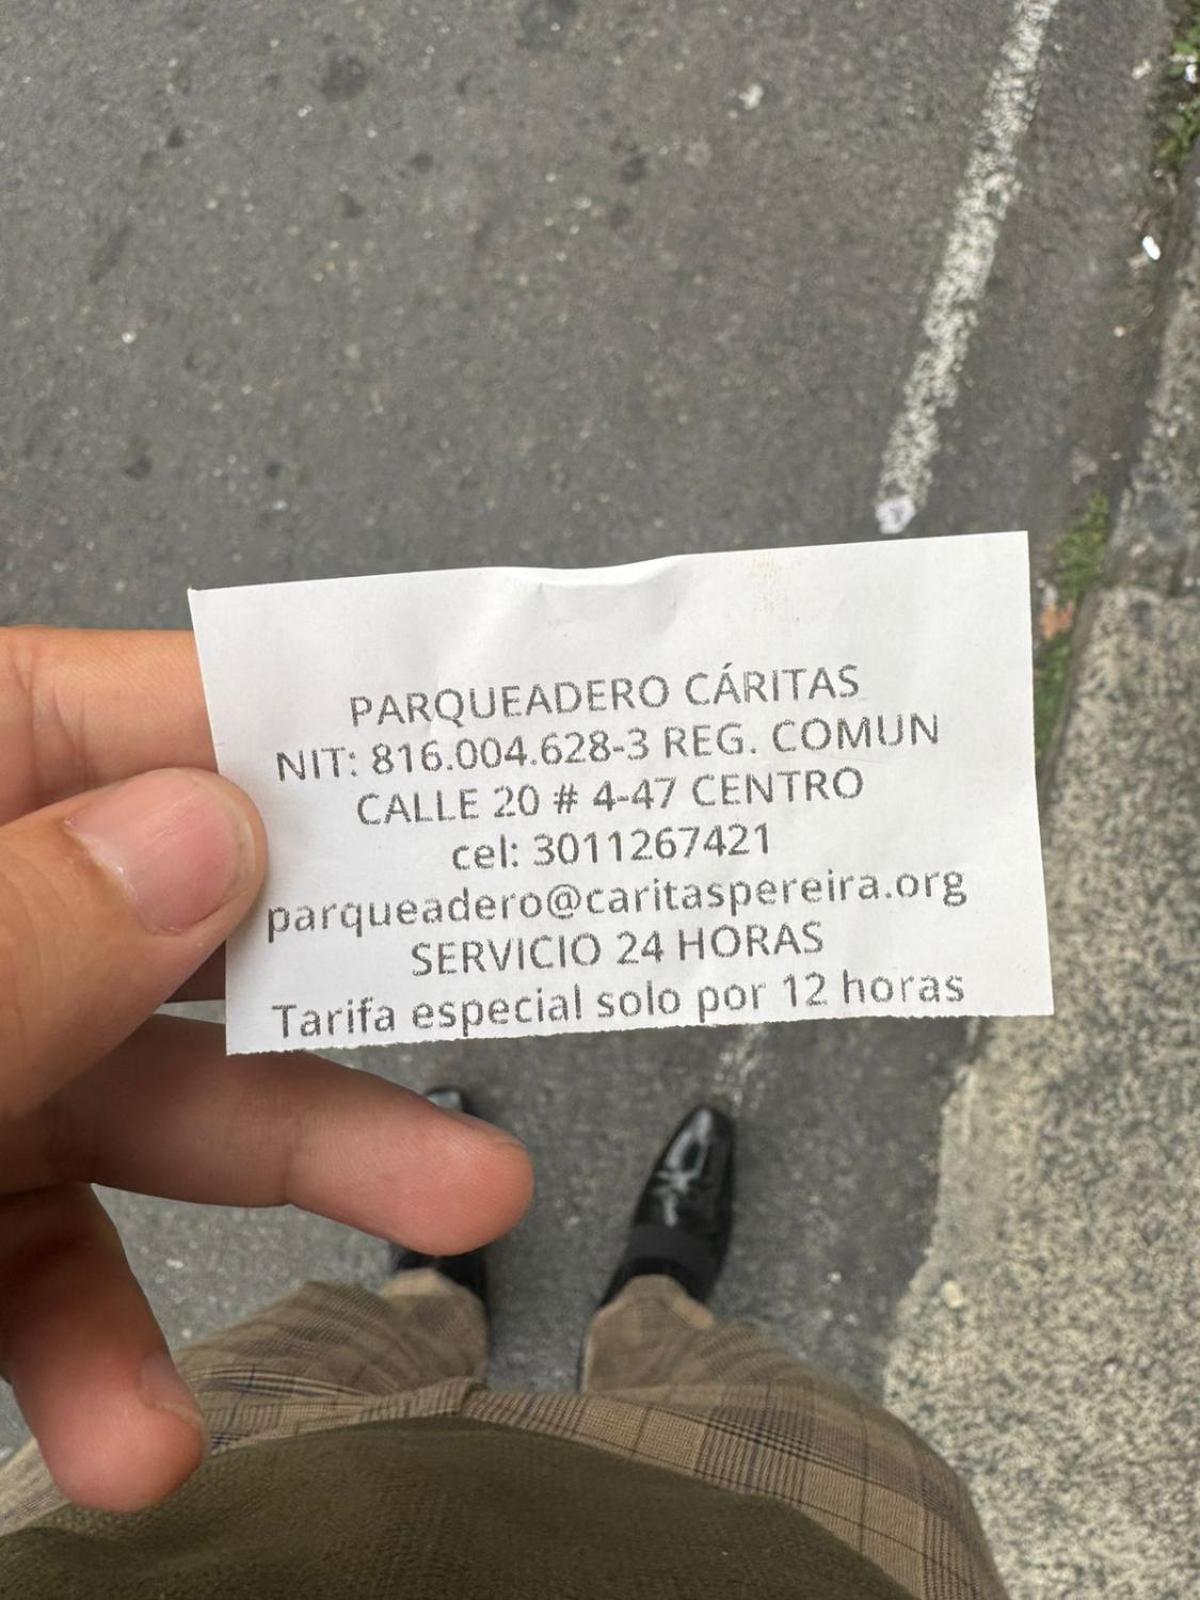 PARQUEADERO CÁRITAS
NIT: 816.004.628-3 REG. COMUN
CALLE 20 # 4-47 CENTRO
cel: 3011267421
parqueadero@caritaspereira.org
SERVICIO 24 HORAS
Tarifa especial solo por 12 horas